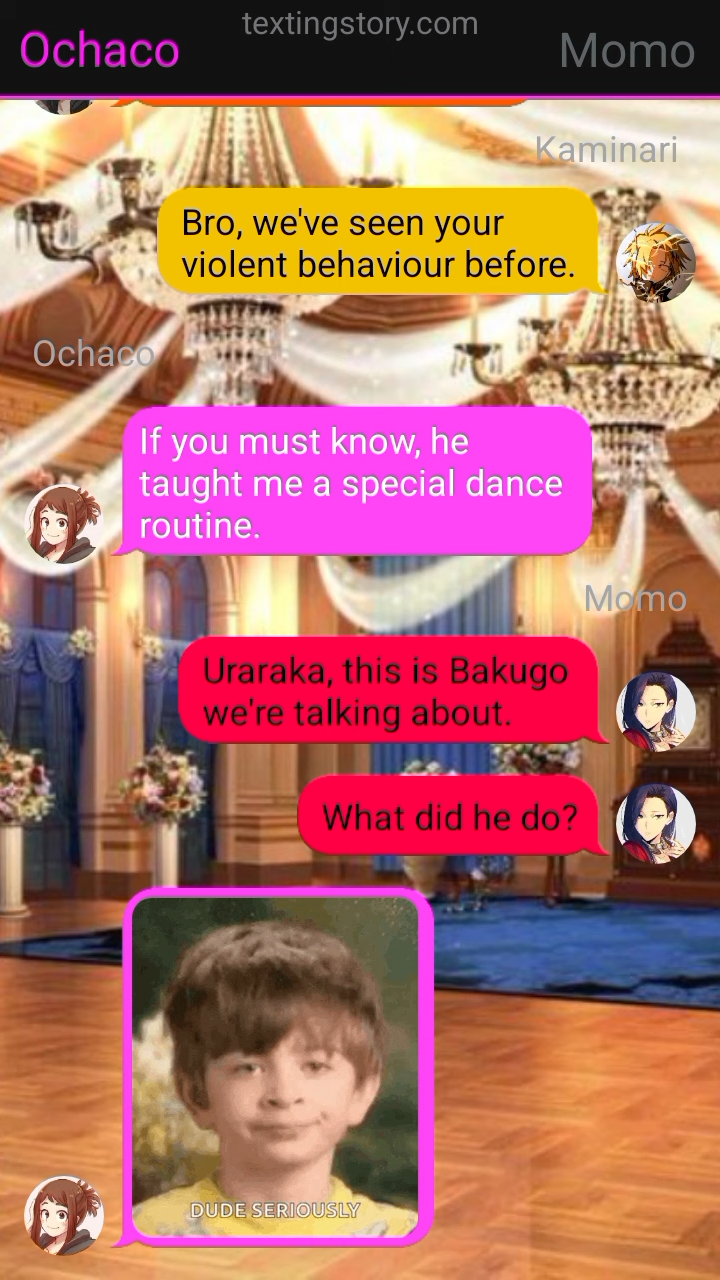 textingstory.com
Ochaco
Momo
Kaminari
Bro, we've seen your
violent behaviour before.
Ochaco
If you must know, he
taught me a special dance
routine.
Momo
Uraraka, this is Bakugo
we're talking about.
What did he do?
DUDE SERIOUSLY